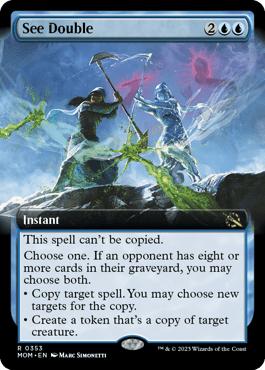 See Double 2
Instant
This spell can't be copied.
Choose one. If an opponent has eight or
more cards in their graveyard, you may
choose both.
• Copy target spell. You may choose new
targets for the copy.
• Create a token that's a copy of target
creature.
R 0353
MOM • EN Marc Simonetti
™ & © 2023 Wizards of the Coast